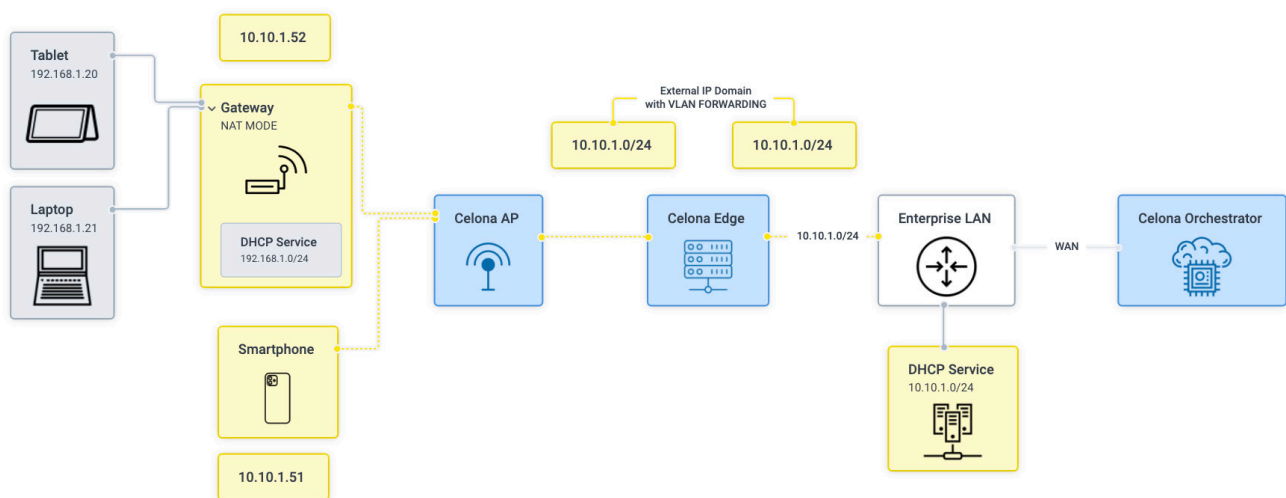 10.10.1.52
Tablet
192.168.1.20
Gateway
NAT MODE
External IP Domain
with VLAN FORWARDING
10.10.1.0/24
10.10.1.0/24
Laptop
192.168.1.21
DHCP Service
192.168.1.0/24
Celona AP
Celona Edge
10.10.1.0/24
Enterprise LAN
WAN
Celona Orchestrator
Smartphone
DHCP Service
10.10.1.0/24
10.10.1.51